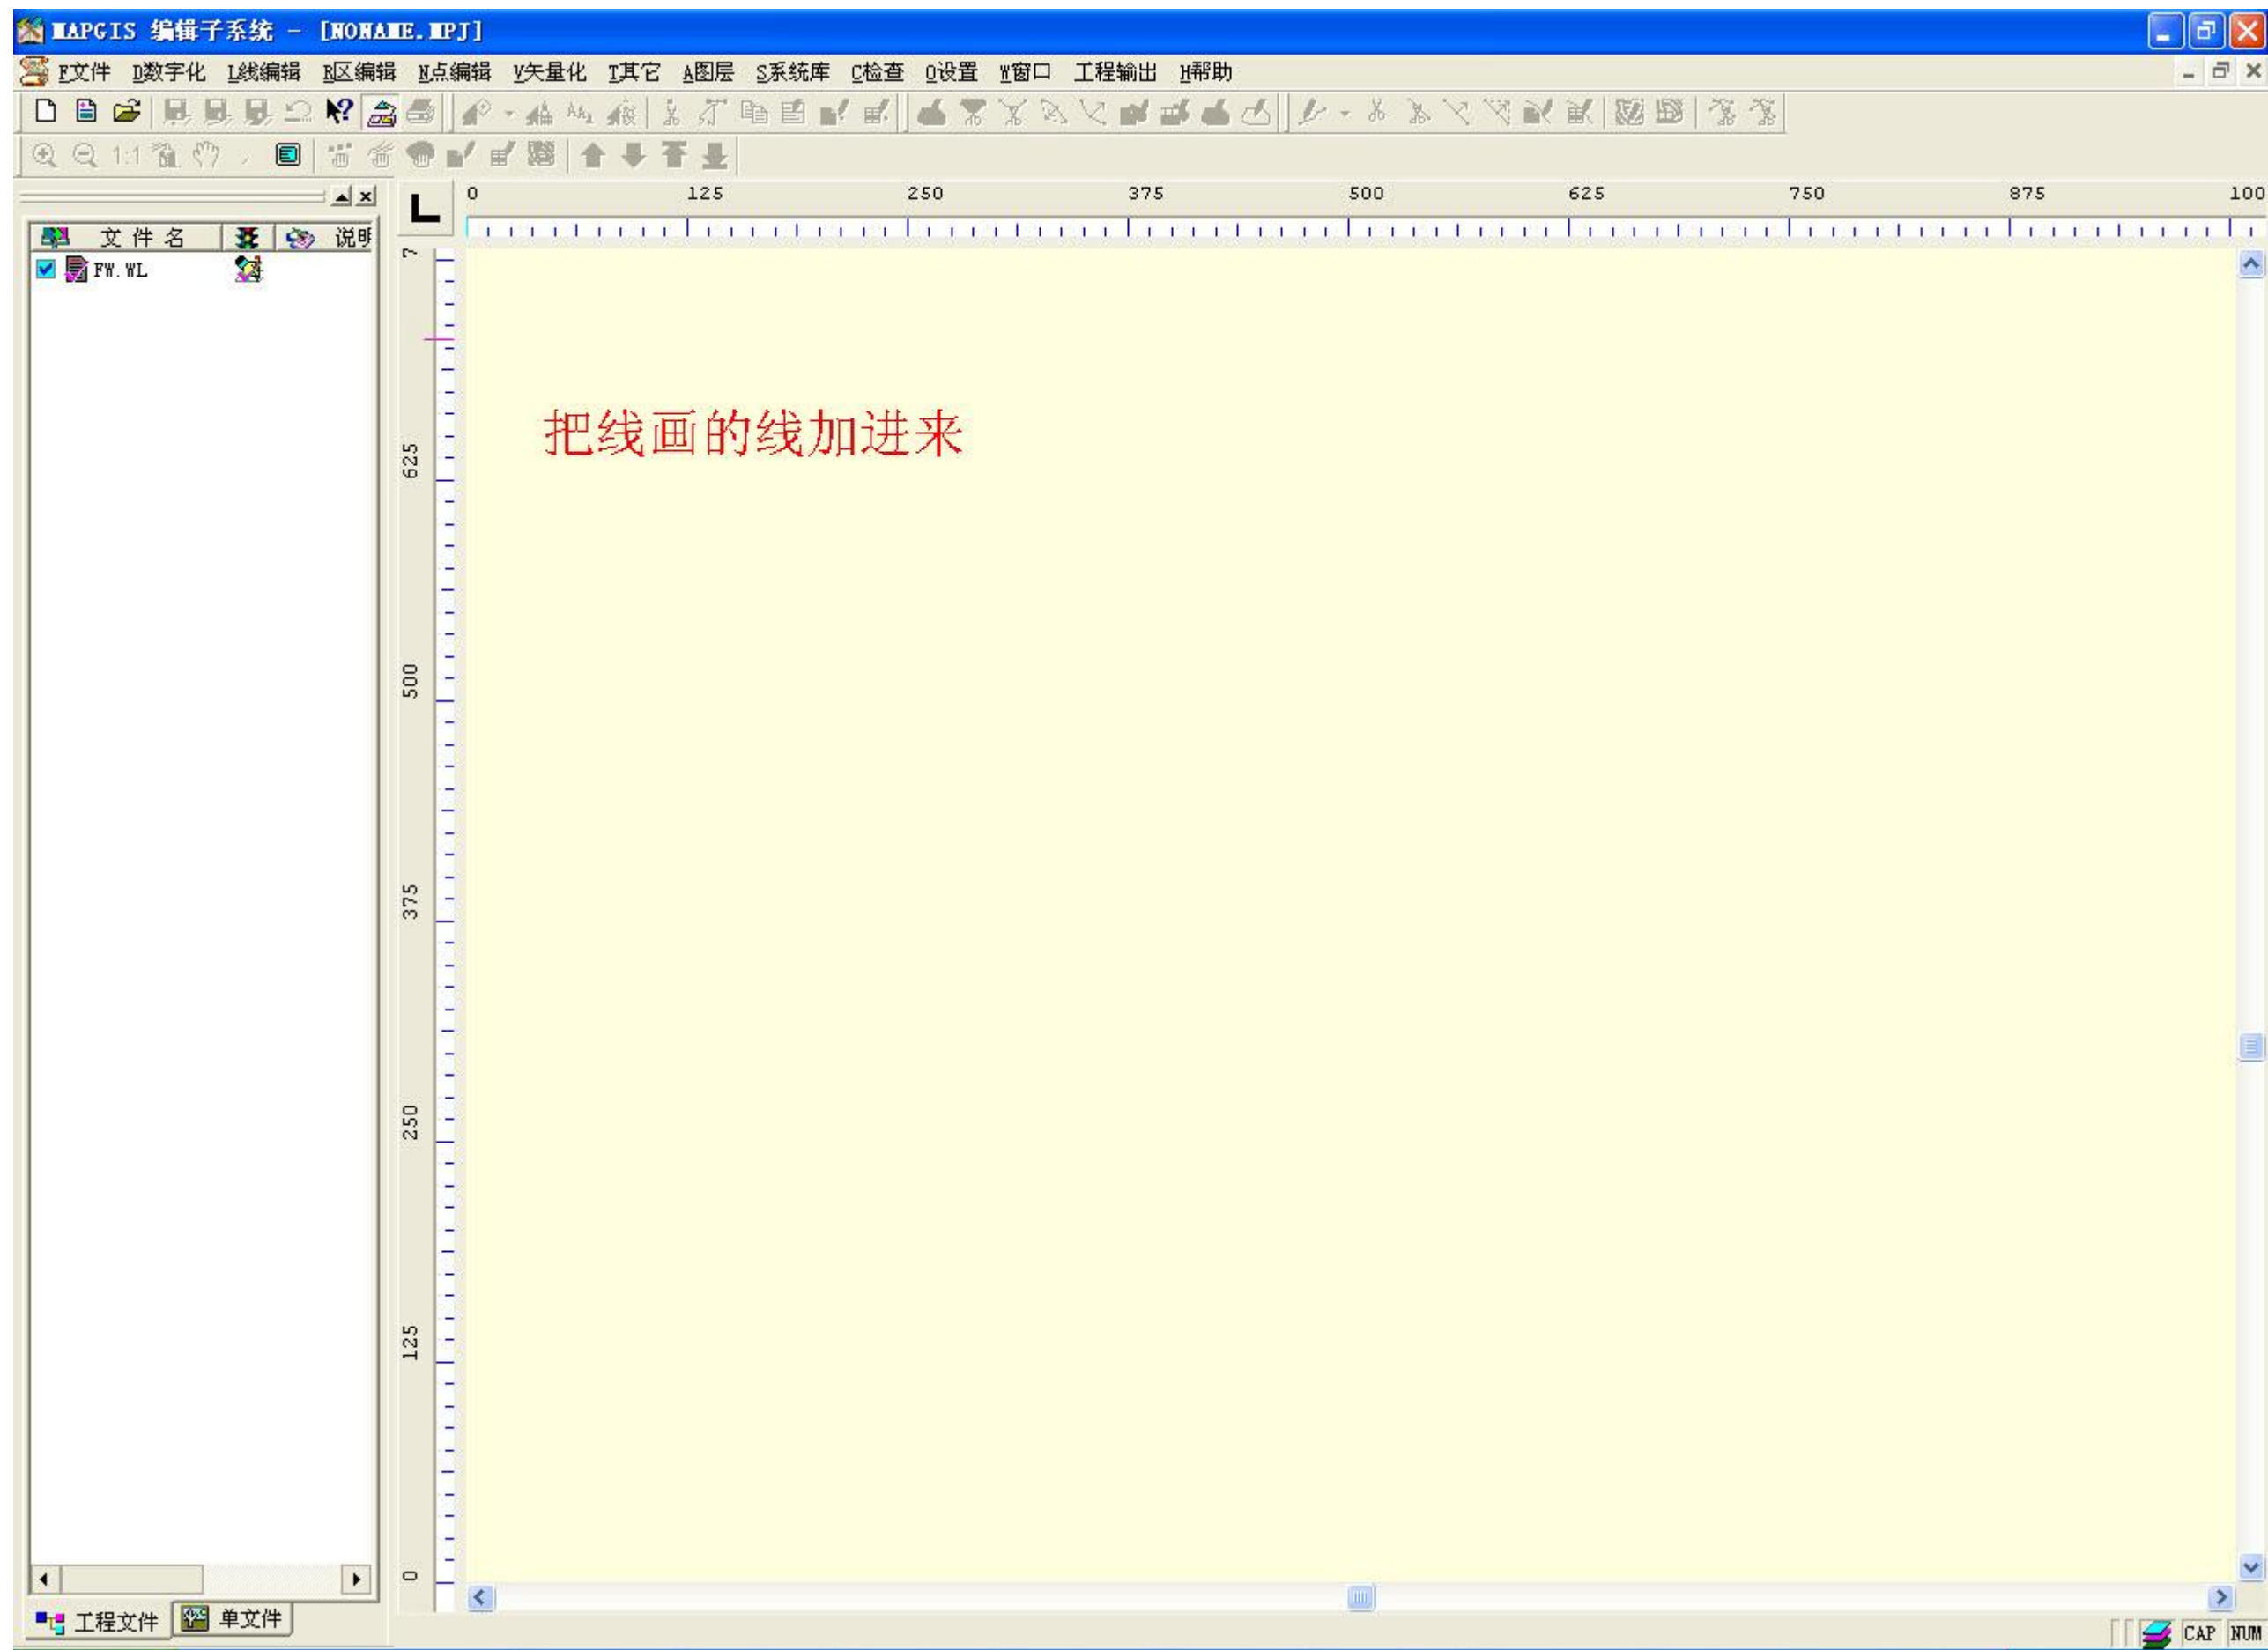 MAPGIS 编辑子系统 - [NONAME.MPJ]
F文件 D数字化 L线编辑 R区编辑 N点编辑 V矢量化 T其它 A图层 S系统库 C检查 O设置 W窗口 工程输出 H帮助
1:1
0 125 250 375 500 625 750 875 100
文件名 说明
FW.WL
7
把线画的线加进来
625
500
375
250
125
0
工程文件 单文件
CAP NUM